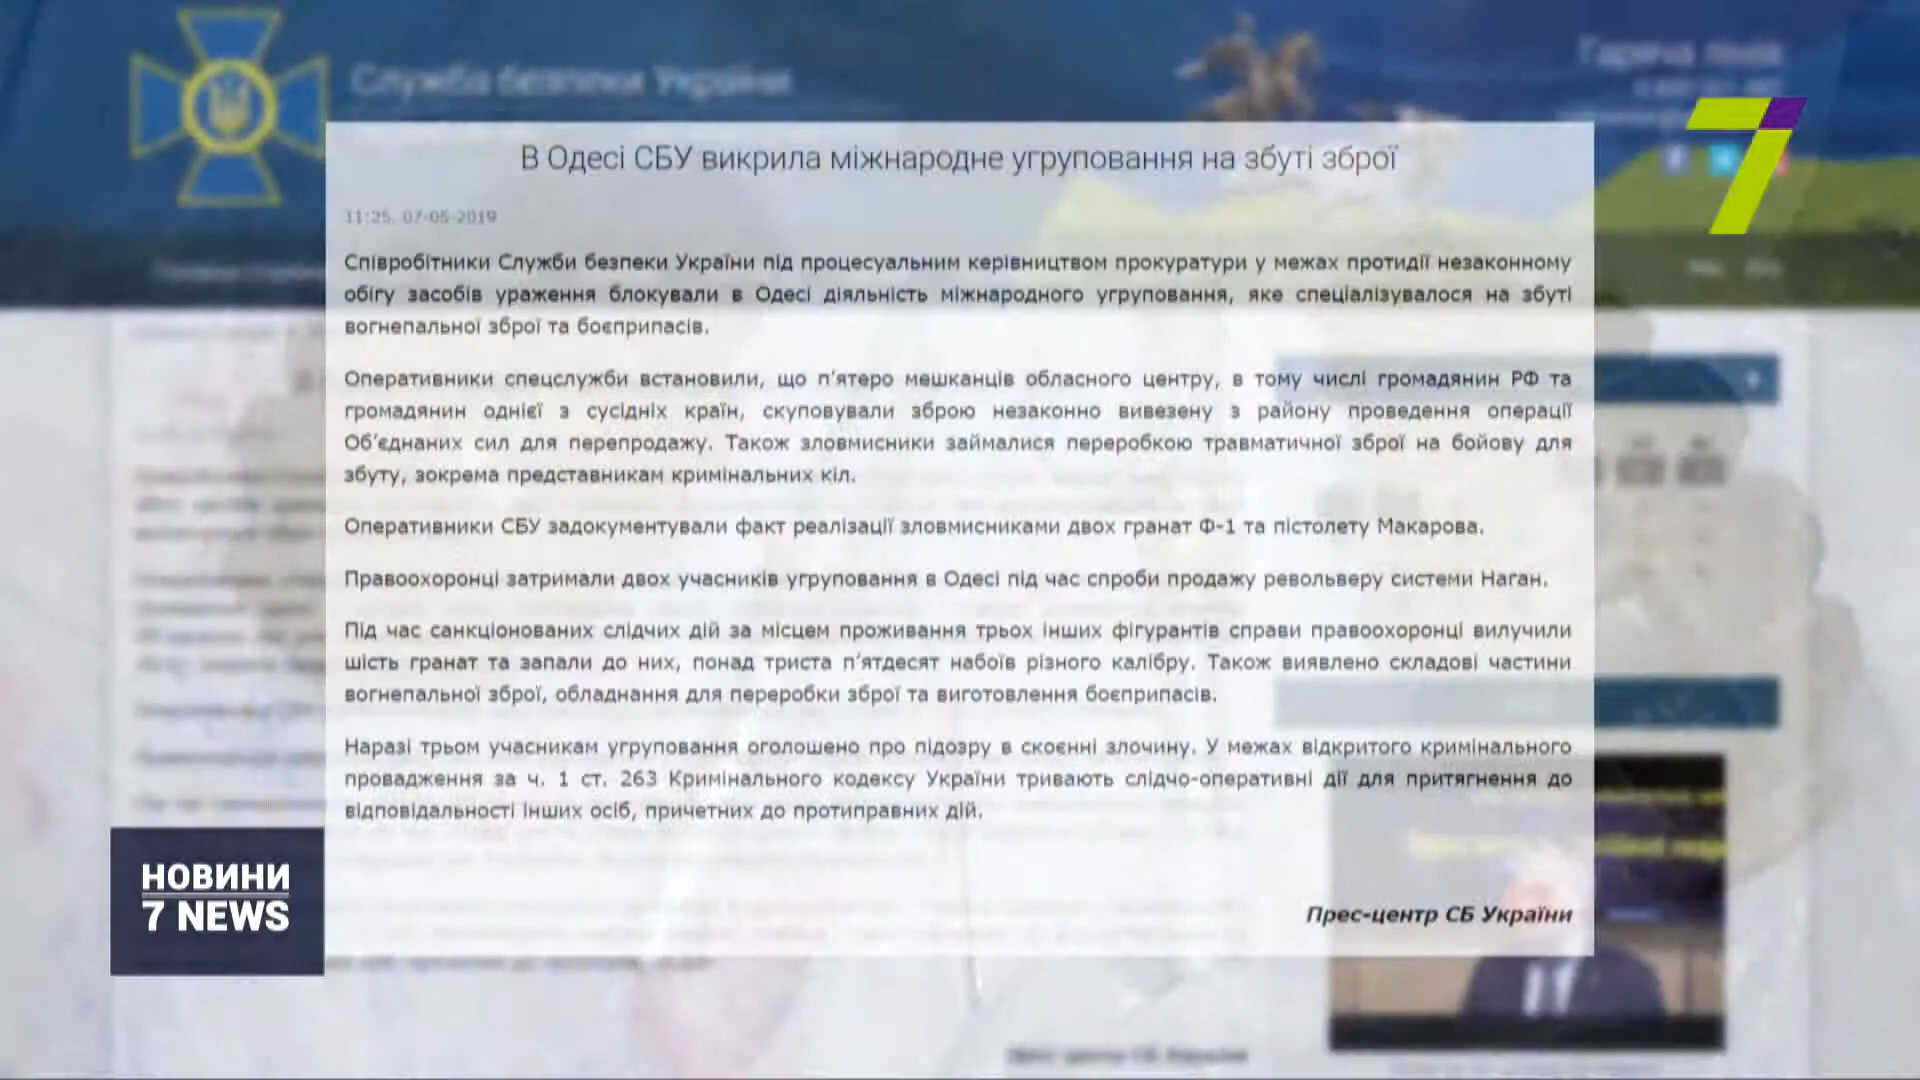 Служба безпеки України
Гаряча лінія
7
В Одесі СБУ викрила міжнародне угруповання на збуті зброї
11:25, 07-05-2019
Співробітники Служби безпеки України під процесуальним керівництвом прокуратури у межах протидії незаконному
обігу засобів ураження блокували в Одесі діяльність міжнародного угруповання, яке спеціалізувалося на збуті
вогнепальної зброї та боєприпасів.
Оперативники спецслужби встановили, що п'ятеро мешканців обласного центру, в тому числі громадянин РФ та
громадянин однієї з сусідніх країн, скуповували зброю незаконно вивезену з району проведення операції
Об'єднаних сил для перепродажу. Також зловмисники займалися переробкою травматичної зброї на бойову для
збуту, зокрема представникам кримінальних кіл.
Оперативники СБУ задокументували факт реалізації зловмисниками двох гранат Ф-1 та пістолету Макарова.
Правоохоронці затримали двох учасників угруповання в Одесі під час спроби продажу револьверу системи Наган.
Під час санкціонованих слідчих дій за місцем проживання трьох інших фігурантів справи правоохоронці вилучили
шість гранат та запали до них, понад триста п'ятдесят набоїв різного калібру. Також виявлено складові частини
вогнепальної зброї, обладнання для переробки зброї та виготовлення боєприпасів.
Наразі трьом учасникам угруповання оголошено про підозру в скоєнні злочину. У межах відкритого кримінального
провадження за ч. 1 ст. 263 Кримінального кодексу України тривають слідчо-оперативні дії для притягнення до
відповідальності інших осіб, причетних до протиправних дій.
Прес-центр СБ України
НОВИНИ
7 NEWS